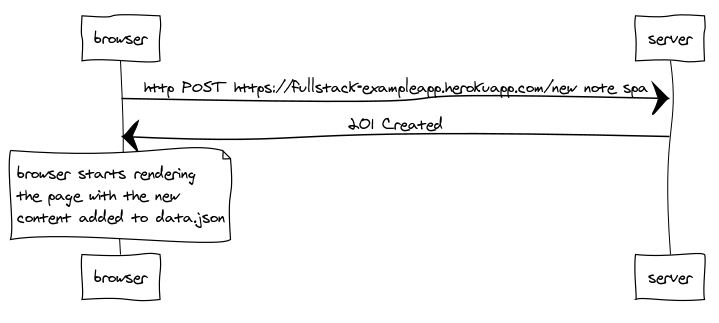 browser server
http POST https://fullstack-exampleapp.herokuapp.com/new note spa
201 Created
browser starts rendering
the page with the new
content added to data.json
browser server